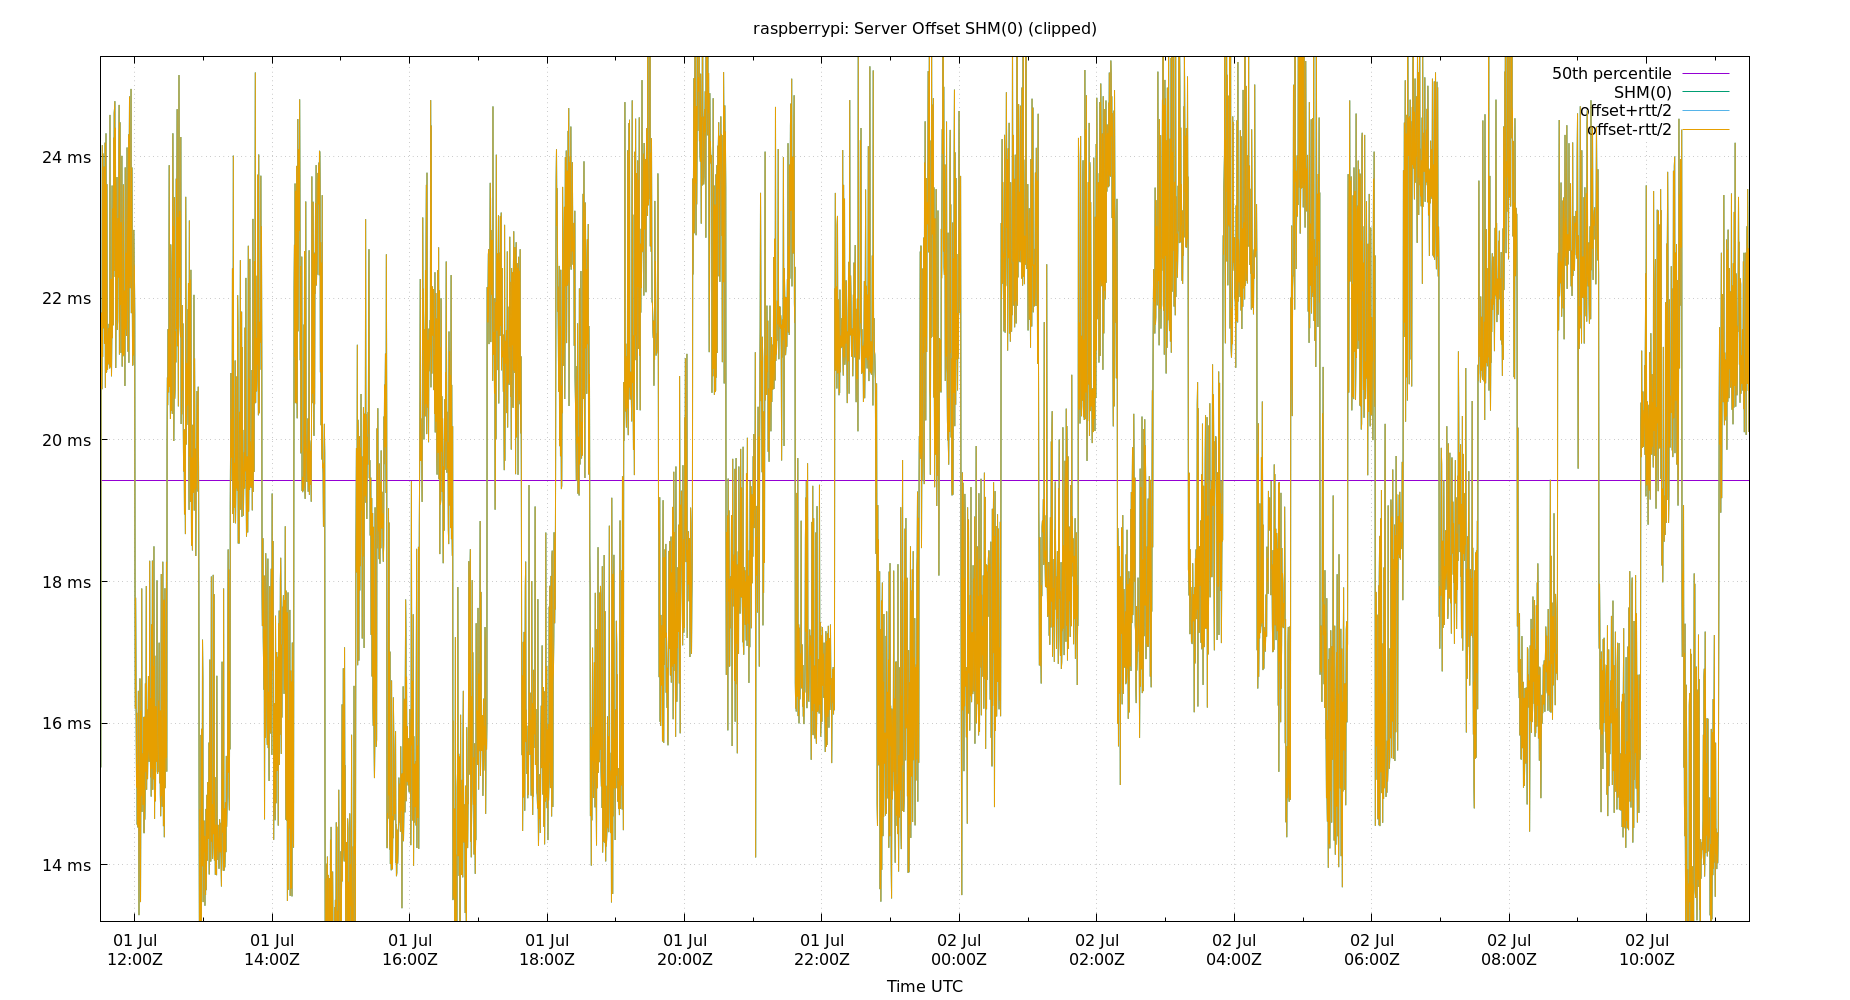 raspberrypi: Server Offset SHM(0) (clipped)
50th percentile
SHM(0)
offset+rtt/2
offset-rtt/2
24 ms
22 ms
20 ms
18 ms
16 ms
14 ms
01 Jul 01 Jul 01 Jul 01 Jul 01 Jul 01 Jul 02 Jul 02 Jul 02 Jul 02 Jul 02 Jul 02 Jul
12:00Z 14:00Z 16:00Z 18:00Z 20:00Z 22:00Z 00:00Z 02:00Z 04:00Z 06:00Z 08:00Z 10:00Z
Time UTC